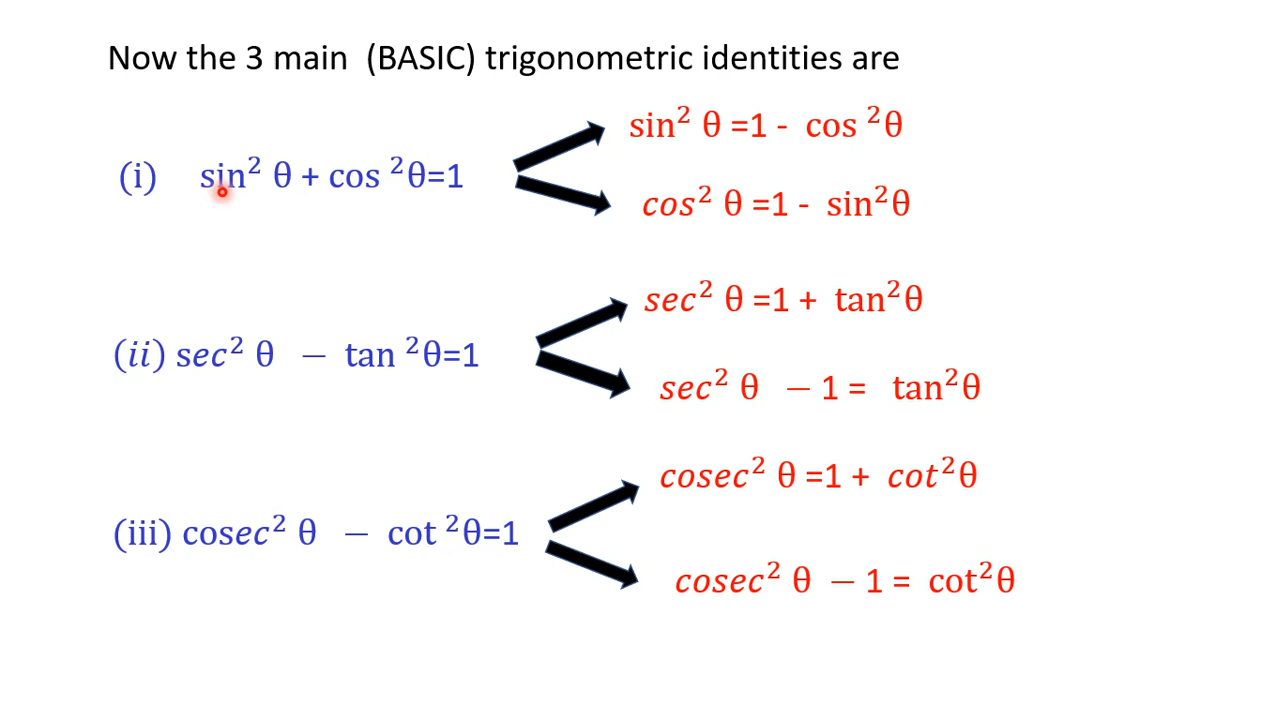 Now the 3 main (BASIC) trigonometric identities are
sin² θ =1 - cos ²θ
(i) sin² θ + cos ²θ=1
cos² θ =1 - sin²θ
sec² θ =1 + tan²θ
(ii) sec² θ − tan ²θ=1
sec² θ − 1 = tan²θ
cosec² θ =1 + cot²θ
(iii) cosec² θ − cot ²θ=1
cosec² θ − 1 = cot²θ